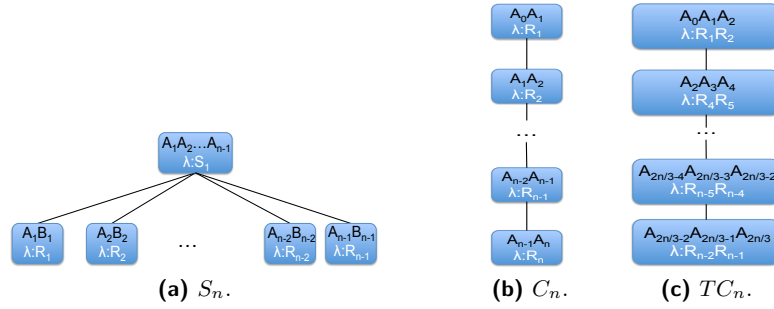 A₁A₂...Aₙ₋₁
λ:S₁
A₁B₁
λ:R₁
A₂B₂
λ:R₂
...
Aₙ₋₂Bₙ₋₂
λ:Rₙ₋₂
Aₙ₋₁Bₙ₋₁
λ:Rₙ₋₁
(a) Sₙ.
A₀A₁
λ:R₁
A₁A₂
λ:R₂
...
Aₙ₋₂Aₙ₋₁
λ:Rₙ₋₁
Aₙ₋₁Aₙ
λ:Rₙ
(b) Cₙ.
A₀A₁A₂
λ:R₁R₂
A₂A₃A₄
λ:R₄R₅
...
A₂ₙ/₃₋₄A₂ₙ/₃₋₃A₂ₙ/₃₋₂
λ:Rₙ₋₅Rₙ₋₄
A₂ₙ/₃₋₂A₂ₙ/₃₋₁A₂ₙ/₃
λ:Rₙ₋₂Rₙ₋₁
(c) TCₙ.